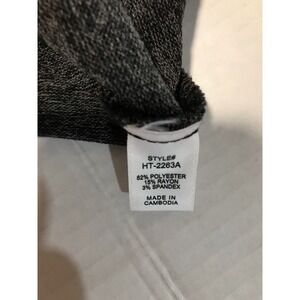 STYLE#
HT-2263A
82% POLYESTER
15% RAYON
3% SPANDEX
MADE IN
CAMBODIA